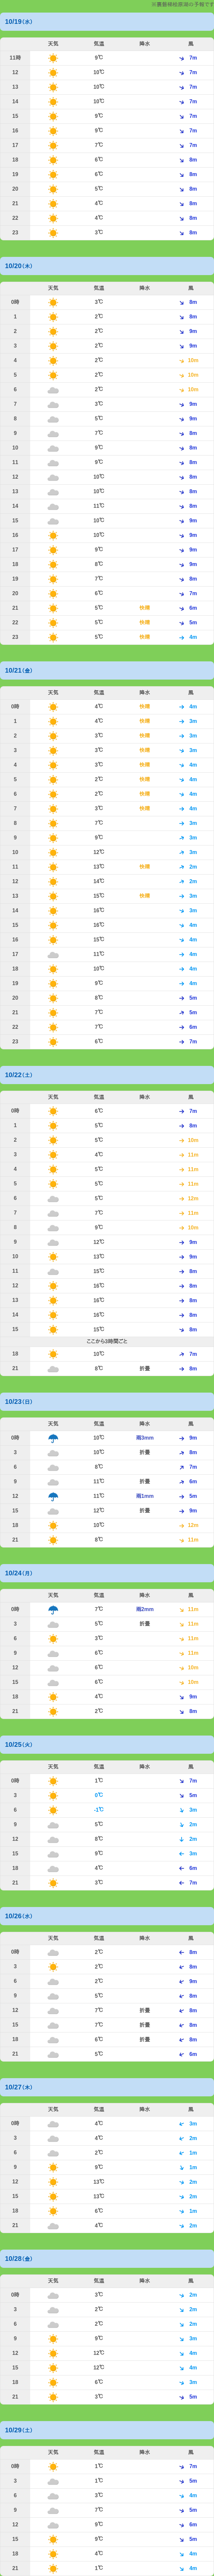 ※農藝榛桜居減の予報です
10/19(水)
天気 気温 降水 風
11時 9℃ 7m
12 10℃ 7m
13 10℃ 7m
14 10℃ 7m
15 9℃ 7m
16 9℃ 7m
17 7℃ 7m
18 6℃ 8m
19 6℃ 8m
20 5℃ 8m
21 4℃ 8m
22 4℃ 8m
23 3℃ 8m
10/20(木)
天気 気温 降水 風
0時 3℃ 8m
1 2℃ 8m
2 2℃ 9m
3 2℃ 9m
4 2℃ 10m
5 2℃ 10m
6 2℃ 10m
7 3℃ 9m
8 5℃ 9m
9 7℃ 8m
10 9℃ 8m
11 9℃ 8m
12 10℃ 8m
13 10℃ 8m
14 11℃ 8m
15 10℃ 9m
16 10℃ 9m
17 9℃ 9m
18 8℃ 9m
19 7℃ 8m
20 6℃ 7m
21 5℃ 快晴 6m
22 5℃ 快晴 5m
23 5℃ 快晴 4m
10/21(金)
天気 気温 降水 風
0時 4℃ 快晴 4m
1 4℃ 快晴 3m
2 3℃ 快晴 3m
3 3℃ 快晴 3m
4 3℃ 快晴 4m
5 2℃ 快晴 4m
6 2℃ 快晴 4m
7 3℃ 快晴 4m
8 7℃ 3m
9 9℃ 3m
10 12℃ 3m
11 13℃ 快晴 2m
12 14℃ 2m
13 15℃ 快晴 3m
14 16℃ 3m
15 16℃ 4m
16 15℃ 4m
17 11℃ 4m
18 10℃ 4m
19 9℃ 4m
20 8℃ 5m
21 7℃ 5m
22 7℃ 6m
23 6℃ 7m
10/22(土)
天気 気温 降水 風
0時 6℃ 7m
1 5℃ 8m
2 5℃ 10m
3 4℃ 11m
4 5℃ 11m
5 5℃ 11m
6 5℃ 12m
7 7℃ 11m
8 9℃ 10m
9 12℃ 9m
10 13℃ 9m
11 15℃ 8m
12 16℃ 8m
13 16℃ 8m
14 16℃ 8m
15 15℃ 8m
ここから3時間ごと
18 10℃ 7m
21 8℃ 折畳 8m
10/23(日)
天気 気温 降水 風
0時 10℃ 雨3mm 9m
3 10℃ 折畳 8m
6 8℃ 7m
9 11℃ 折畳 6m
12 11℃ 雨1mm 5m
15 12℃ 折畳 9m
18 10℃ 12m
21 8℃ 11m
10/24(月)
天気 気温 降水 風
0時 7℃ 雨2mm 11m
3 5℃ 折畳 11m
6 3℃ 11m
9 6℃ 11m
12 6℃ 10m
15 6℃ 10m
18 4℃ 9m
21 2℃ 8m
10/25(火)
天気 気温 降水 風
0時 1℃ 7m
3 0℃ 5m
6 -1℃ 3m
9 5℃ 2m
12 8℃ 2m
15 9℃ 3m
18 4℃ 6m
21 3℃ 7m
10/26(水)
天気 気温 降水 風
0時 2℃ 8m
3 2℃ 8m
6 2℃ 9m
9 5℃ 8m
12 7℃ 折畳 8m
15 7℃ 折畳 8m
18 6℃ 折畳 8m
21 5℃ 6m
10/27(木)
天気 気温 降水 風
0時 4℃ 3m
3 4℃ 2m
6 2℃ 1m
9 9℃ 1m
12 13℃ 2m
15 13℃ 2m
18 6℃ 1m
21 4℃ 2m
10/28(金)
天気 気温 降水 風
0時 3℃ 2m
3 2℃ 2m
6 2℃ 2m
9 9℃ 3m
12 12℃ 4m
15 12℃ 4m
18 6℃ 3m
21 3℃ 5m
10/29(土)
天気 気温 降水 風
0時 1℃ 7m
3 1℃ 5m
6 3℃ 4m
9 7℃ 5m
12 9℃ 6m
15 9℃ 5m
18 4℃ 4m
21 1℃ 4m